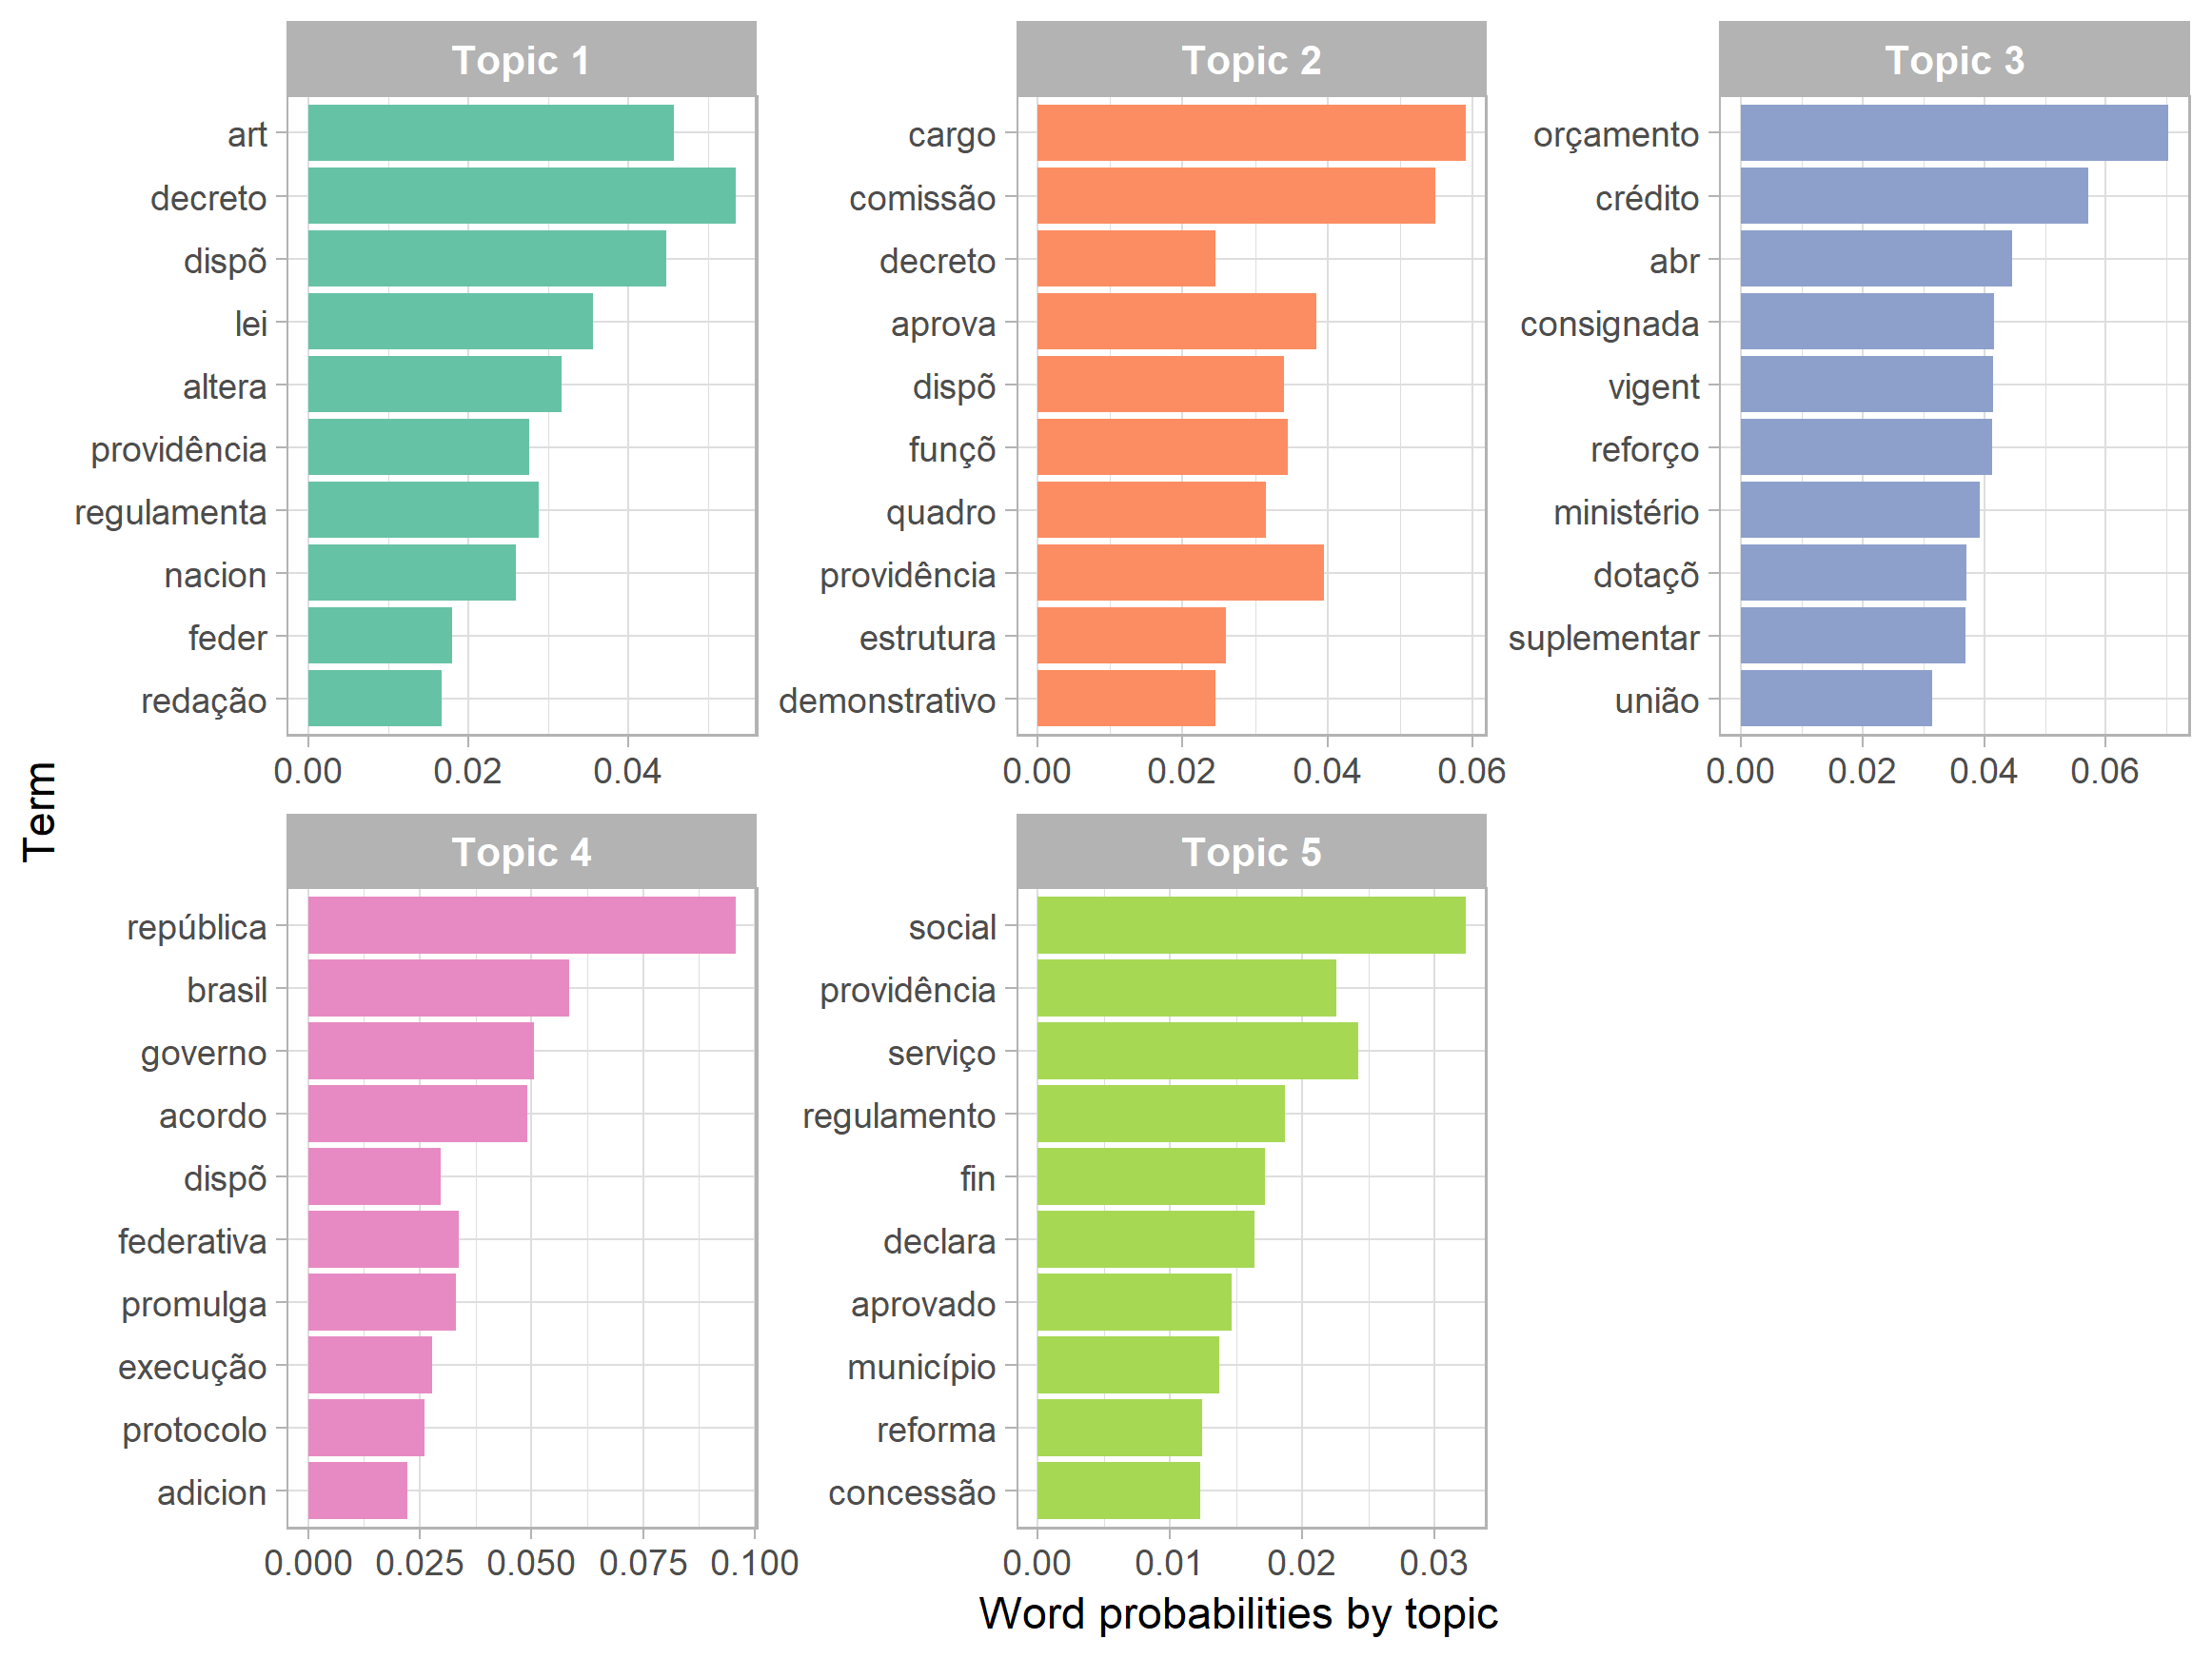 Topic 1
art
decreto
dispõ
lei
altera
providência
regulamenta
nacion
feder
redação
0.00 0.02 0.04
Topic 2
cargo
comissão
decreto
aprova
dispõ
funçõ
quadro
providência
estrutura
demonstrativo
0.00 0.02 0.04 0.06
Topic 3
orçamento
crédito
abr
consignada
vigent
reforço
ministério
dotaçõ
suplementar
união
0.00 0.02 0.04 0.06
Term
Topic 4
república
brasil
governo
acordo
dispõ
federativa
promulga
execução
protocolo
adicion
0.000 0.025 0.050 0.075 0.100
Topic 5
social
providência
serviço
regulamento
fin
declara
aprovado
município
reforma
concessão
0.00 0.01 0.02 0.03
Word probabilities by topic